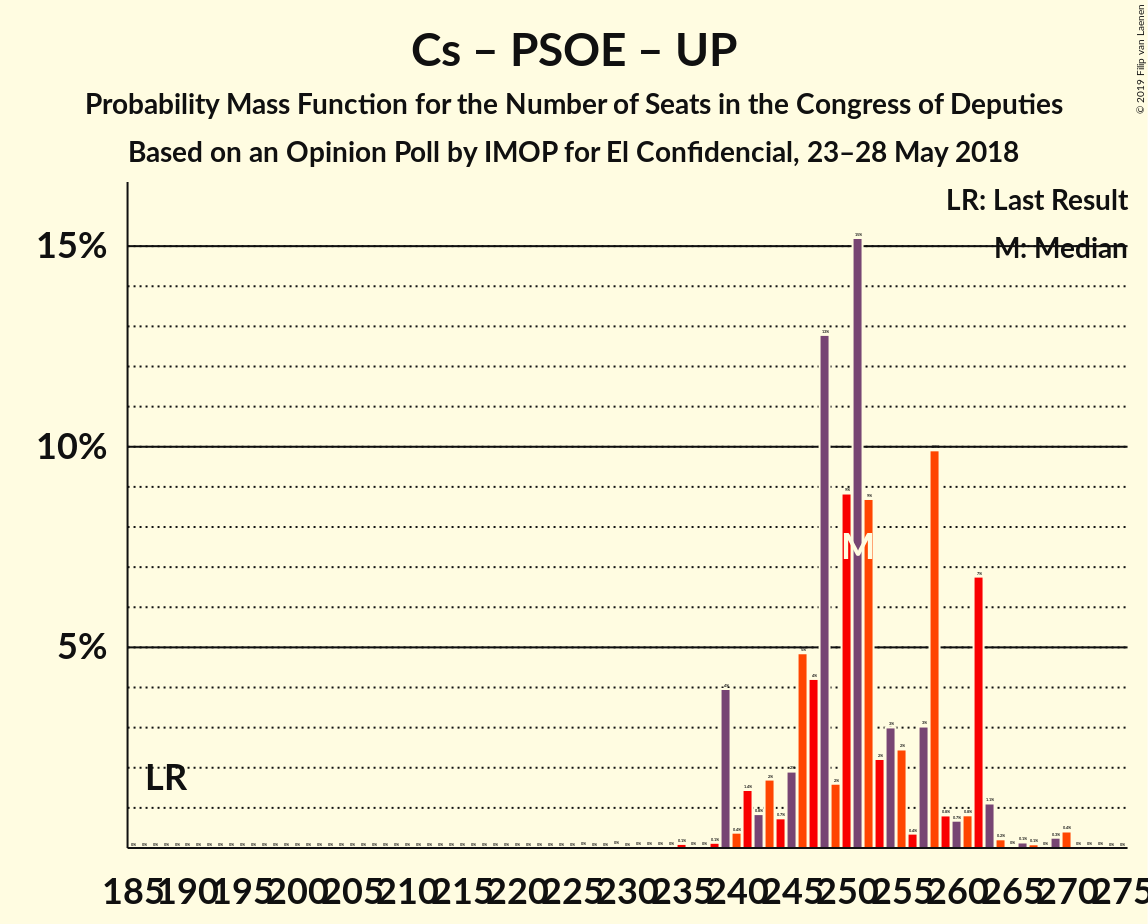 Cs – PSOE – UP
Probability Mass Function for the Number of Seats in the Congress of Deputies
Based on an Opinion Poll by IMOP for El Confidencial, 23–28 May 2018
© 2019 Filip van Laenen
LR: Last Result
M: Median
15%
10%
5%
LR
M
185 190 195 200 205 210 215 220 225 230 235 240 245 250 255 260 265 270 275